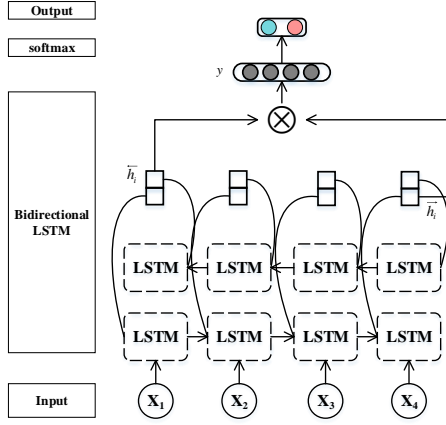 Output
softmax
y
Bidirectional
LSTM
h⃖ᵢ
h⃗ᵢ
LSTM LSTM LSTM LSTM
LSTM LSTM LSTM LSTM
Input
X₁ X₂ X₃ X₄